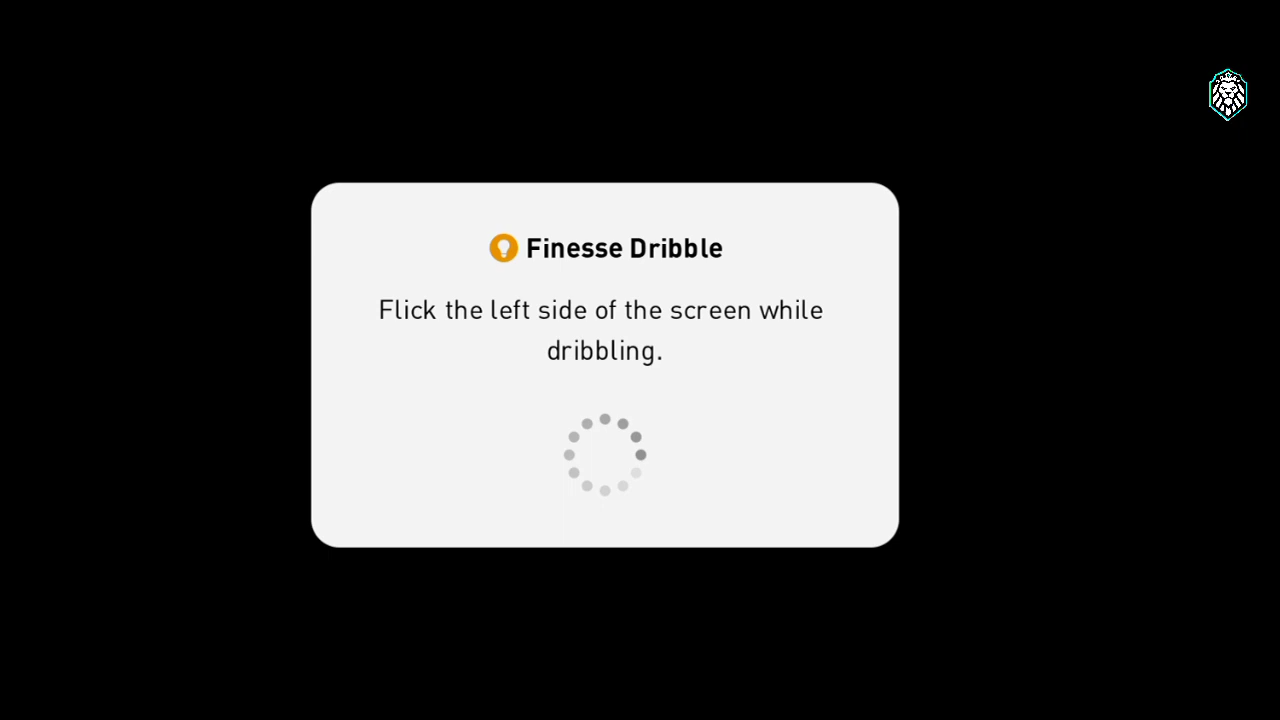 Finesse Dribble
Flick the left side of the screen while
dribbling.